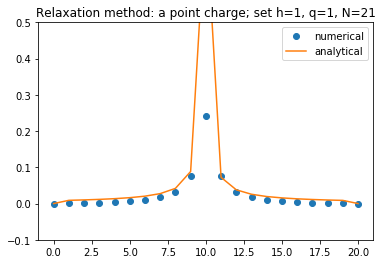 Relaxation method: a point charge; set h=1, q=1, N=21
numerical
analytical
0.5
0.4
0.3
0.2
0.1
0.0
−0.1
0.0 2.5 5.0 7.5 10.0 12.5 15.0 17.5 20.0